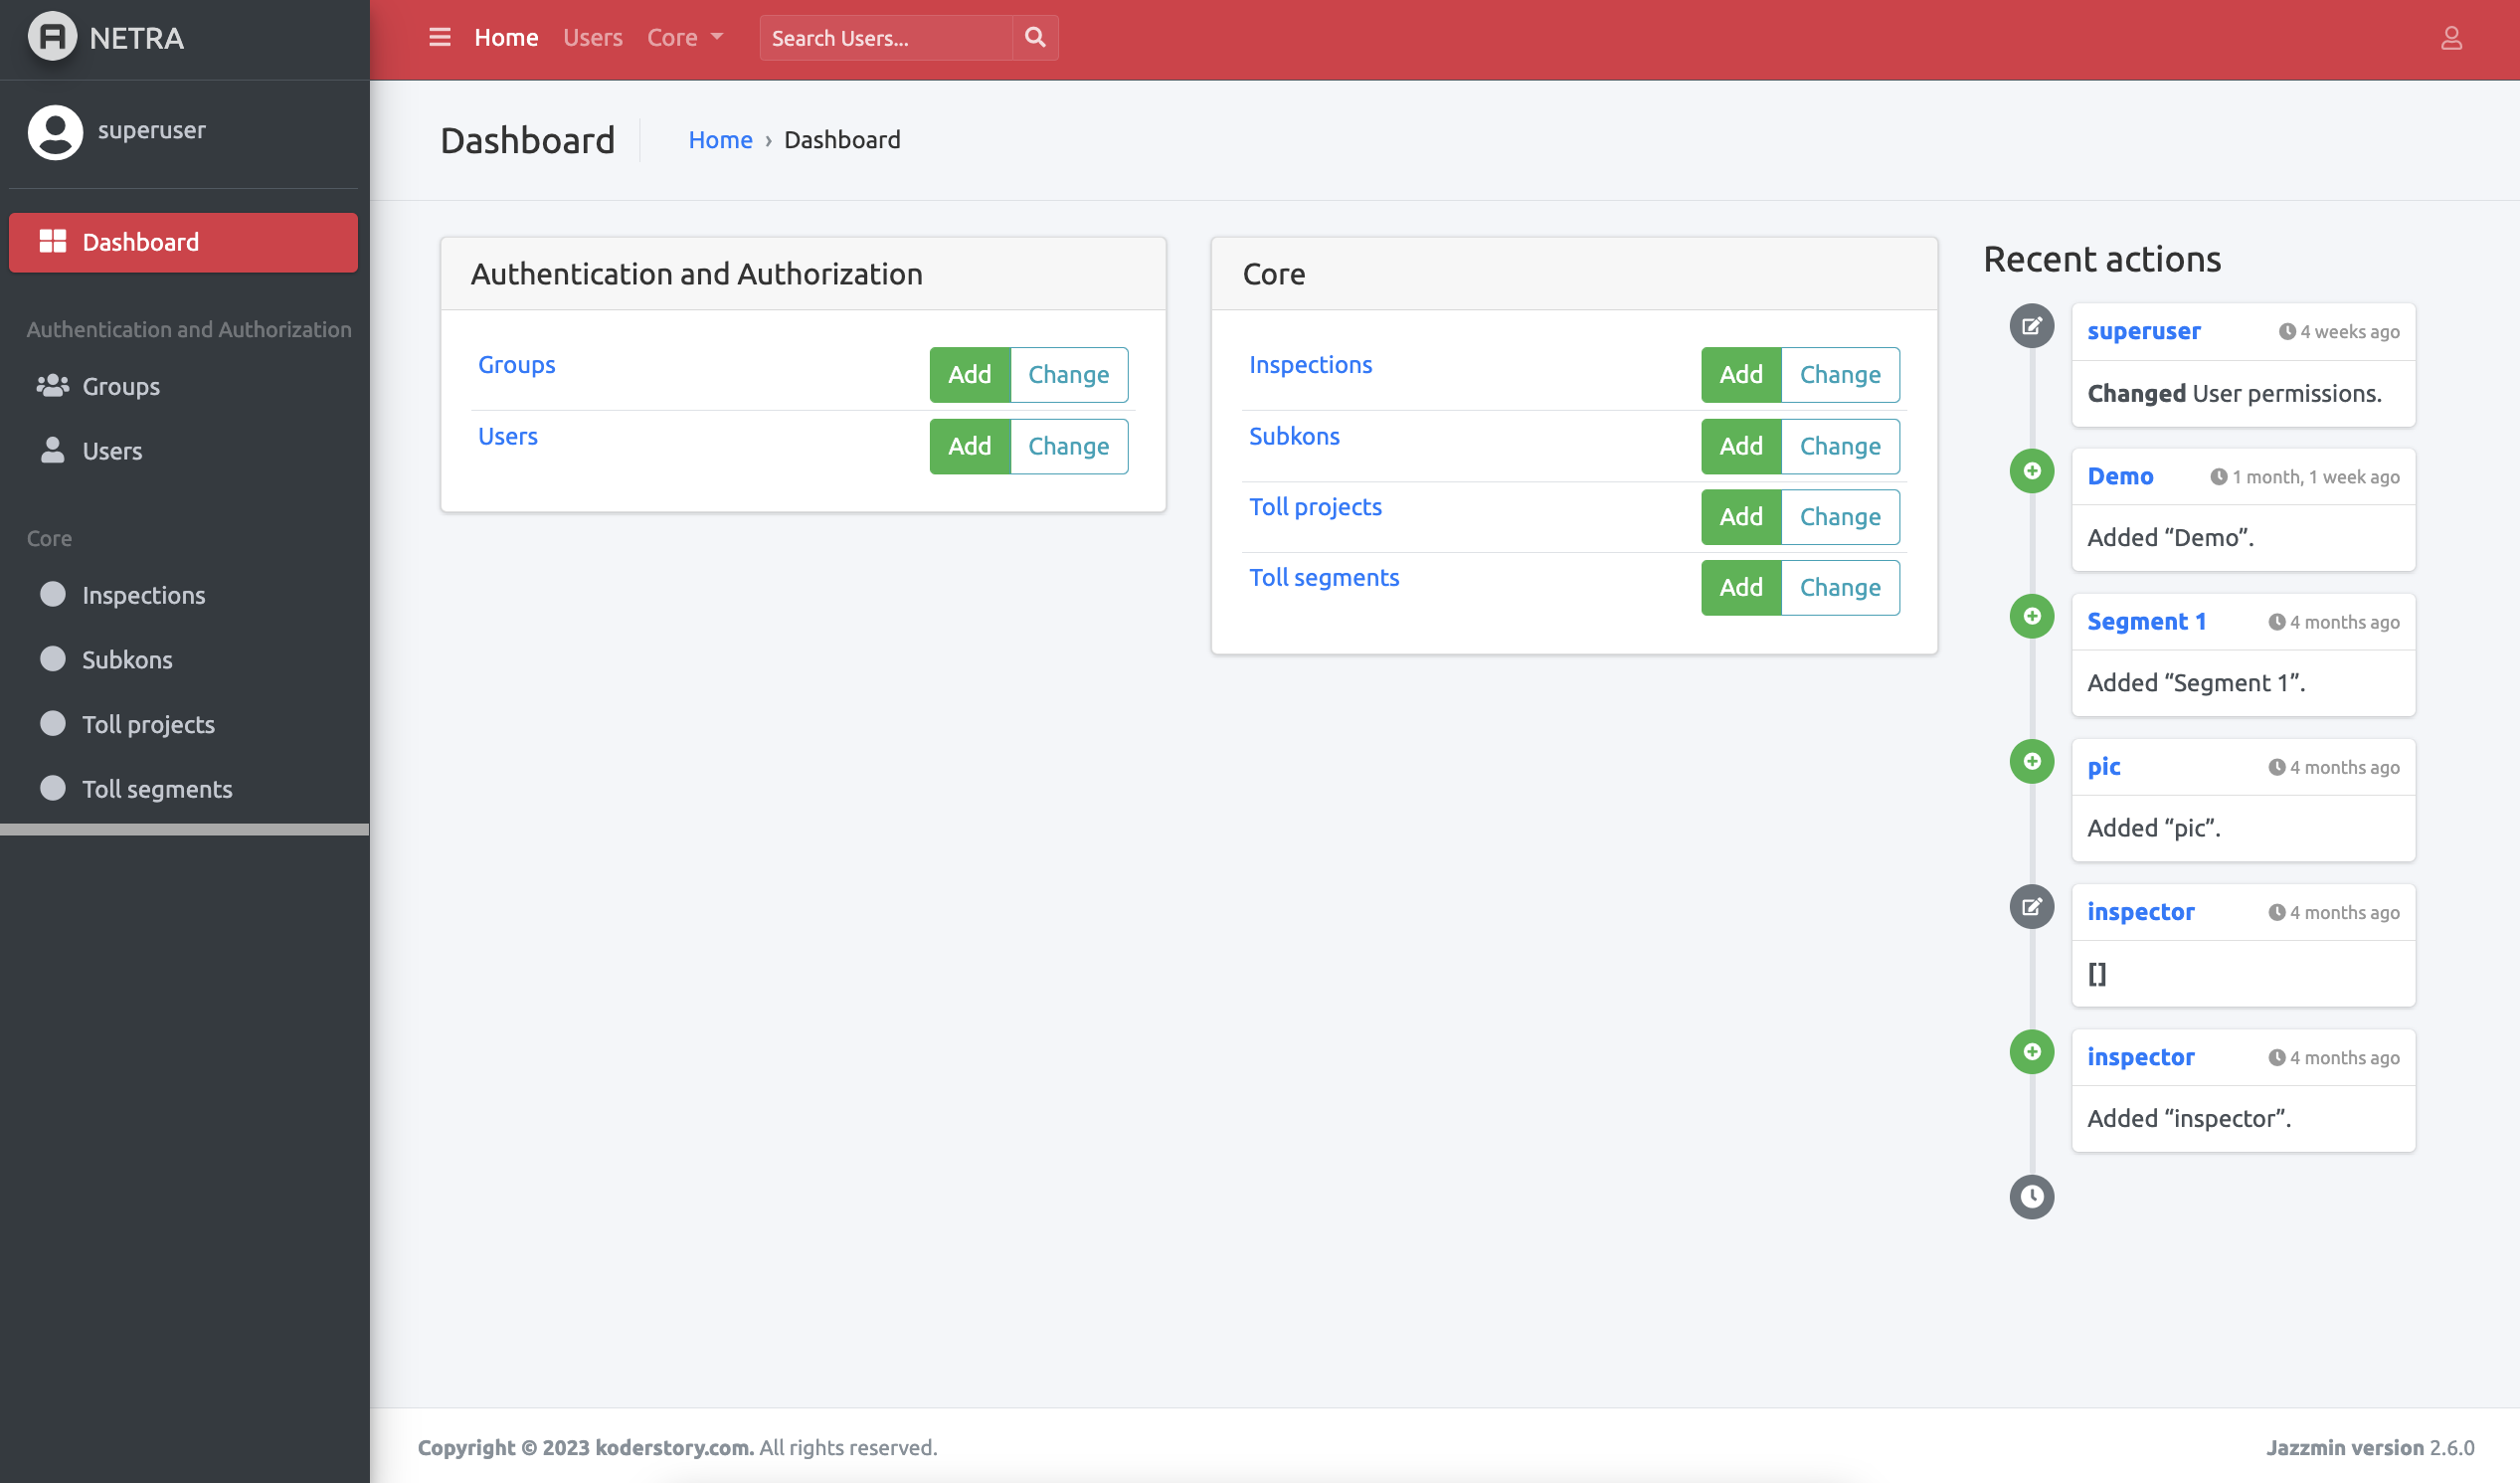 NETRA
superuser
Dashboard
Authentication and Authorization
Groups
Users
Core
Inspections
Subkons
Toll projects
Toll segments
Home Users Core Search Users...
Dashboard
Home › Dashboard
Authentication and Authorization
Groups Add Change
Users Add Change
Core
Inspections Add Change
Subkons Add Change
Toll projects Add Change
Toll segments Add Change
Recent actions
superuser 4 weeks ago
Changed User permissions.
Demo 1 month, 1 week ago
Added “Demo”.
Segment 1 4 months ago
Added “Segment 1”.
pic 4 months ago
Added “pic”.
inspector 4 months ago
[]
inspector 4 months ago
Added “inspector”.
Copyright © 2023 koderstory.com. All rights reserved.
Jazzmin version 2.6.0